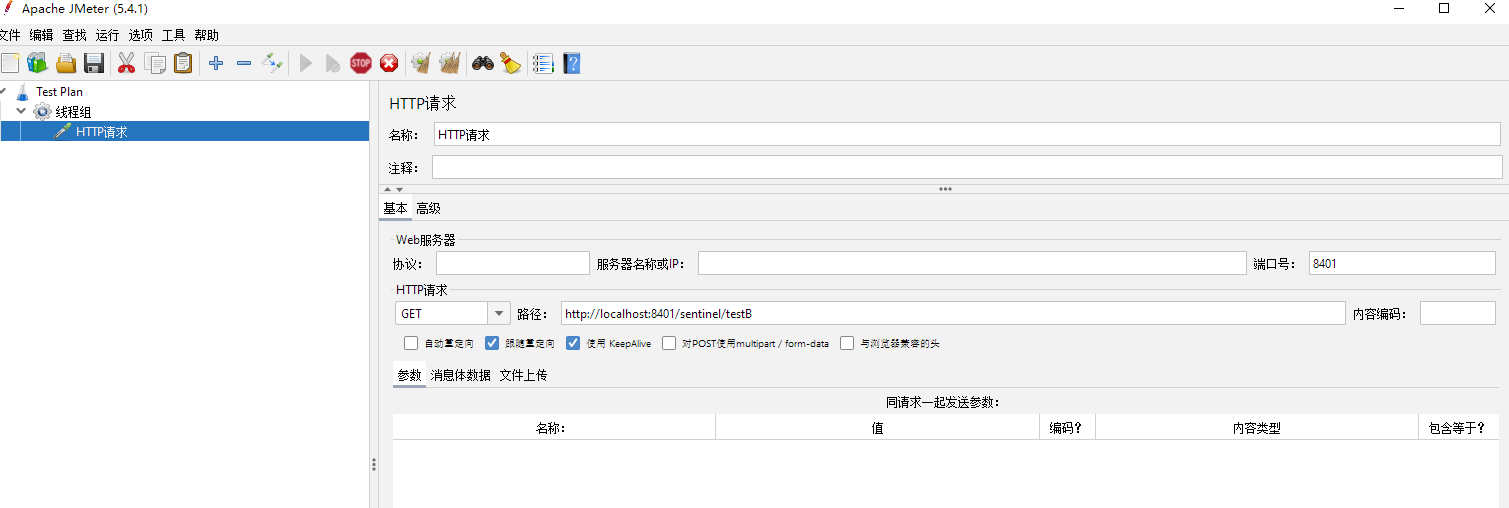 Apache JMeter (5.4.1)
文件 编辑 查找 运行 选项 工具 帮助
STOP
?
Test Plan
线程组
HTTP请求
HTTP请求
名称： HTTP请求
注释：
基本 高级
Web服务器
协议： 服务器名称或IP： 端口号： 8401
HTTP请求
GET 路径： http://localhost:8401/sentinel/testB 内容编码：
自动重定向 跟随重定向 使用 KeepAlive 对POST使用multipart / form-data 与浏览器兼容的头
参数 消息体数据 文件上传
同请求一起发送参数：
名称： 值 编码? 内容类型 包含等于?